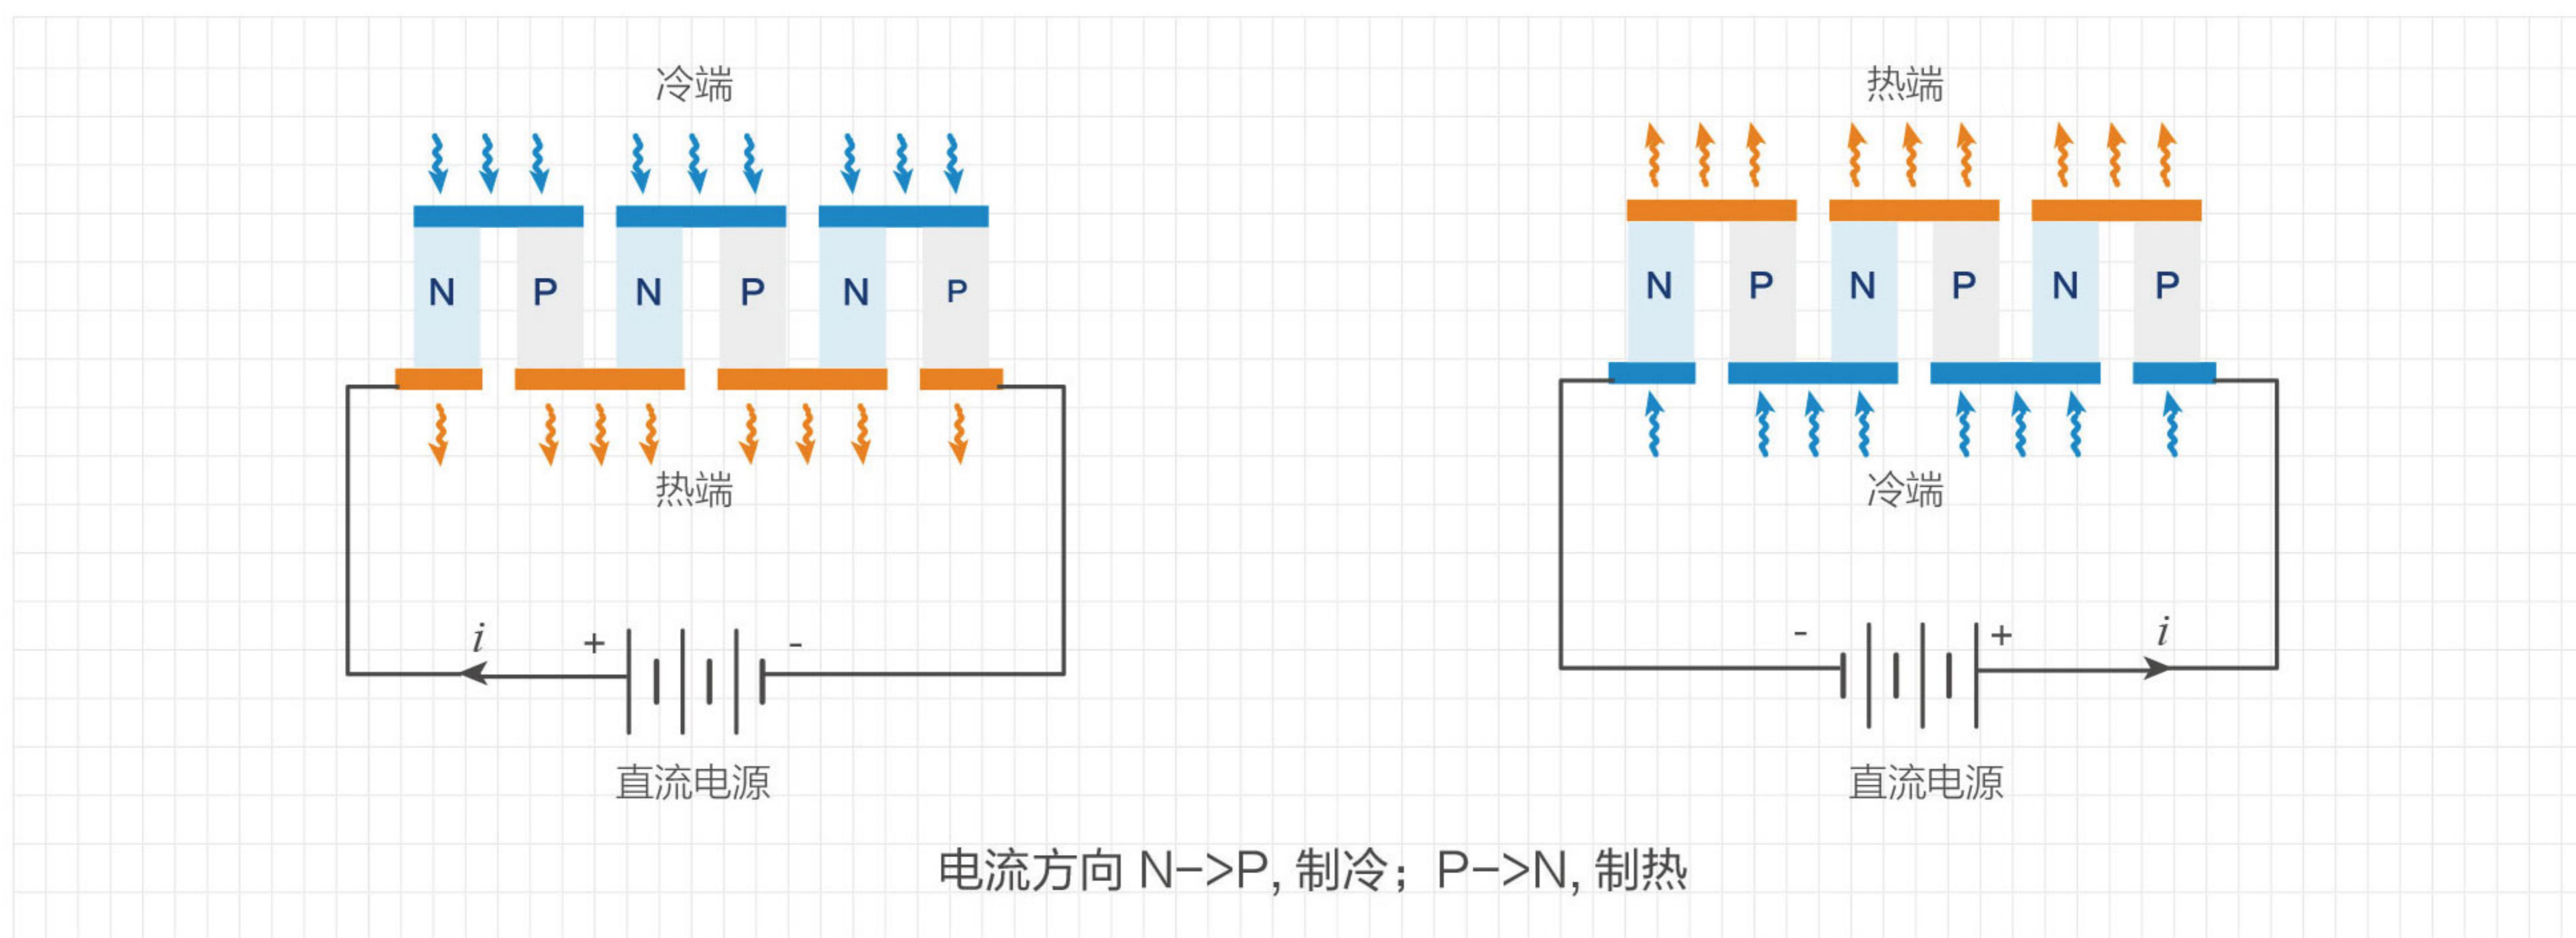 冷端
热端
N P N P N P
N P N P N P
热端
冷端
i + -
- + i
直流电源
直流电源
电流方向 N->P, 制冷；P->N, 制热